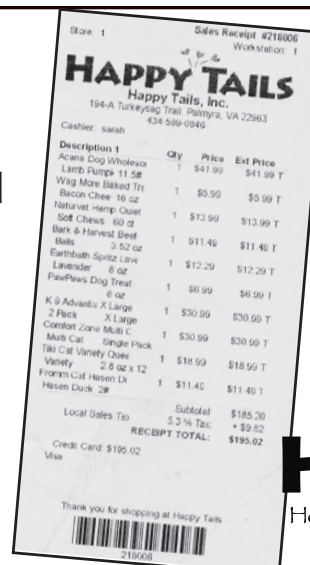 Store: 1 Sales Receipt #216006
Workstation: 1
HAPPY TAILS
Happy Tails, Inc.
194-A Turkeysag Trail Palmyra, VA 22963
434-589-0846
Cashier: sarah
Description 1 Qty Price Ext Price
Acana Dog Wholesor 1 $41.99 $41.99 T
Lamb Pumpk 11.5#
Wag More Baked Tre 1 $5.99 $5.99 T
Bacon Chee 16 oz
Naturvet Hemp Quiet 1 $13.99 $13.99 T
Soft Chews 60 ct
Bark & Harvest Beef 1 $11.49 $11.49 T
Balls 3.52 oz
Earthbath Spritz Lave 1 $12.29 $12.29 T
Lavender 8 oz
PawPaws Dog Treat 1 $6.99 $6.99 T
6 oz
K 9 Advantix X Large 1 $30.99 $30.99 T
2 Pack X Large
Comfort Zone Multi C 1 $30.99 $30.99 T
Multi Cat Single Pack
Tiki Cat Variety Quee 1 $18.99 $18.99 T
Variety 2.8 oz x 12
Fromm Cat Hasen Du 1 $11.49 $11.49 T
Hasen Duck 2#
Subtotal: $185.20
Local Sales Tax 5.3 % Tax: + $9.82
RECEIPT TOTAL: $195.02
Credit Card: $195.02
Visa
Thank you for shopping at Happy Tails
216006